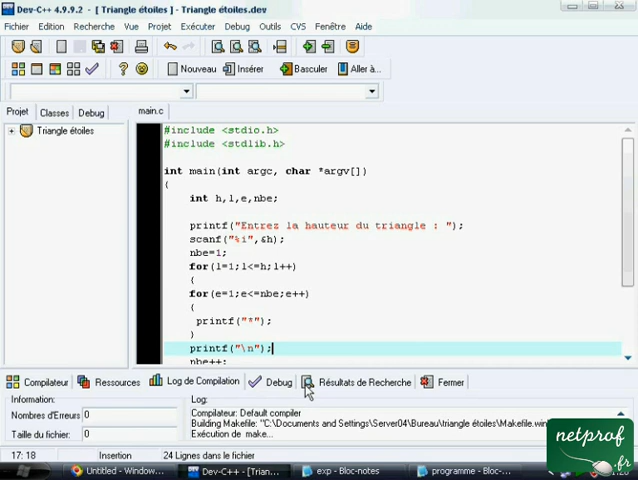 Dev-C++ 4.9.9.2 - [ Triangle étoiles ] - Triangle étoiles.dev
Fichier Edition Recherche Vue Projet Exécuter Debug Outils CVS Fenêtre Aide
Nouveau Insérer Basculer Aller à...
Projet Classes Debug main.c
Triangle étoiles
#include <stdio.h>
#include <stdlib.h>
int main(int argc, char *argv[])
{
int h,l,e,nbe;
printf("Entrez la hauteur du triangle : ");
scanf("%i",&h);
nbe=1;
for(l=1;l<=h;l++)
{
for(e=1;e<=nbe;e++)
{
printf("*");
}
printf("\n");
nbe++;
Compilateur Ressources Log de Compilation Debug Résultats de Recherche Fermer
Information:
Nombres d'Erreurs 0
Taille du fichier: 0
Log:
Compilateur: Default compiler
Building Makefile: "C:\Documents and Settings\Server04\Bureau\triangle étoiles\Makefile.win
Exécution de make...
17: 18 Insertion 24 Lignes dans le fichier
Untitled - Window... Dev-C++ - [Trian... exp - Bloc-notes programme - Bloc-...
netprof
.fr